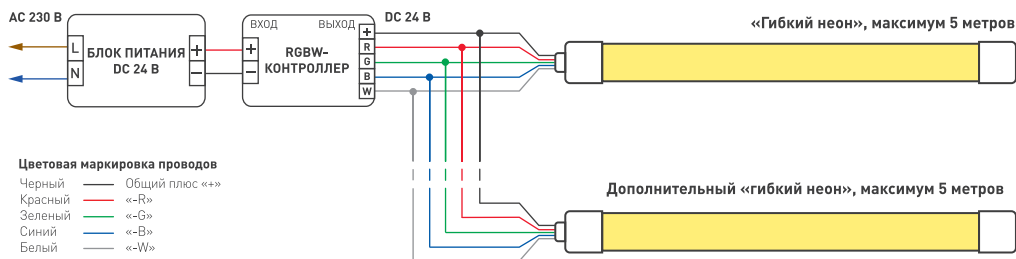 AC 230 В
L
N
БЛОК ПИТАНИЯ
DC 24 В
+
–
ВХОД
ВЫХОД
+
–
RGBW-
КОНТРОЛЛЕР
+
R
G
B
W
DC 24 В
«Гибкий неон», максимум 5 метров
Цветовая маркировка проводов
Черный Общий плюс «+»
Красный «-R»
Зеленый «-G»
Синий «-B»
Белый «-W»
Дополнительный «гибкий неон», максимум 5 метров